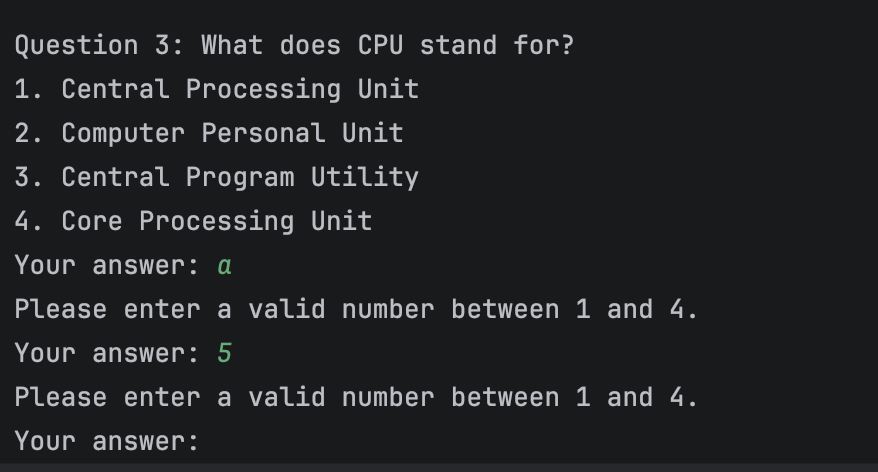 Question 3: What does CPU stand for?
1. Central Processing Unit
2. Computer Personal Unit
3. Central Program Utility
4. Core Processing Unit
Your answer: a
Please enter a valid number between 1 and 4.
Your answer: 5
Please enter a valid number between 1 and 4.
Your answer: